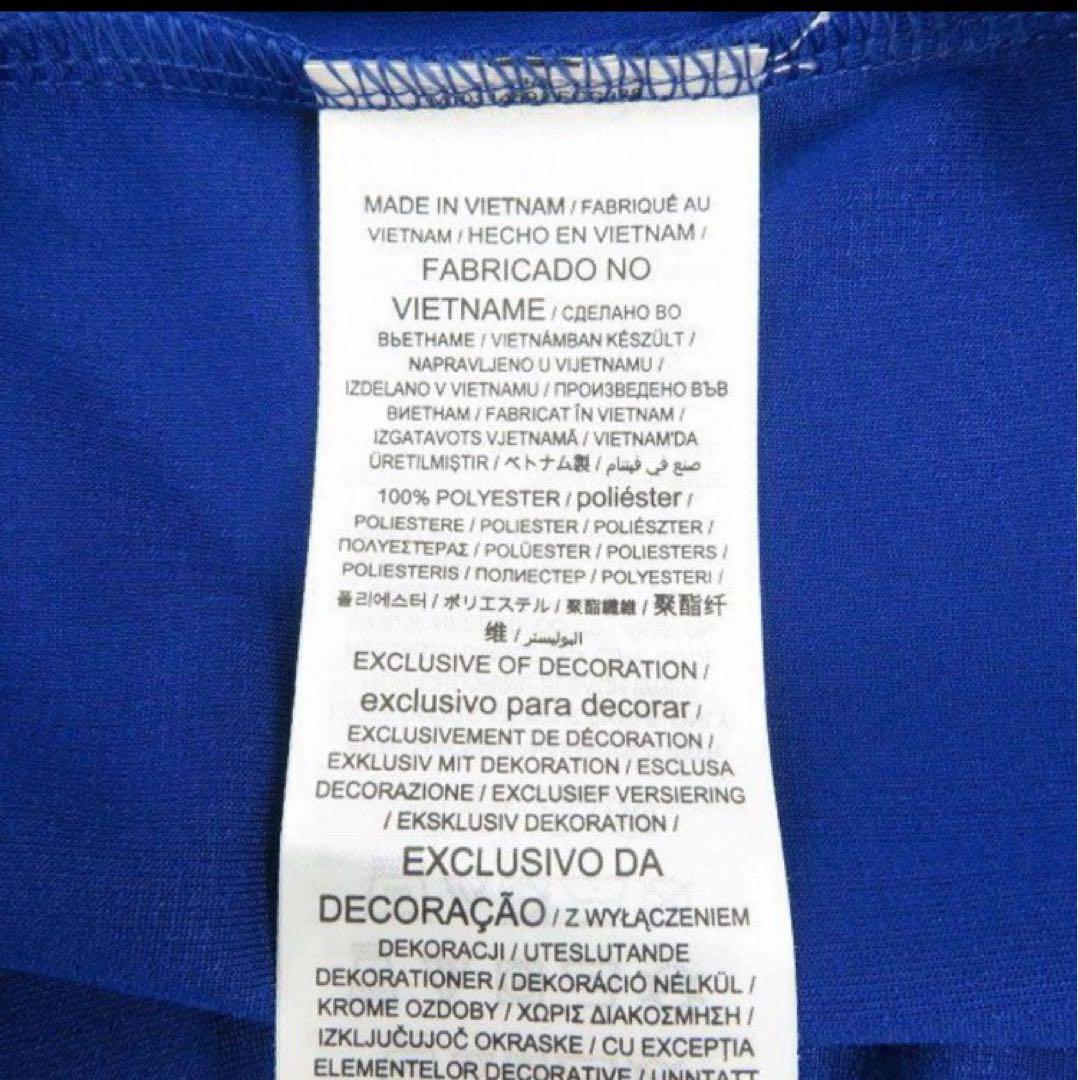 MADE IN VIETNAM / FABRIQUÉ AU
VIETNAM / HECHO EN VIETNAM /
FABRICADO NO
VIETNAME / СДЕЛАНО ВО
ВЬЕТНАМЕ / VIETNÁMBAN KÉSZÜLT /
NAPRAVLJENO U VIJETNAMU /
IZDELANO V VIETNAMU / ПРОИЗВЕДЕНО ВЪВ
ВИЕТНАМ / FABRICAT ÎN VIETNAM /
IZGATAVOTS VJETNAMĀ / VIETNAM'DA
ÜRETILMIŞTIR / ベトナム製 / صنع في فيتنام
100% POLYESTER / poliéster /
POLIESTERE / POLIESTER / POLIÉSZTER /
ΠΟΛΥΕΣΤΕΡΑΣ / POLÜESTER / POLIESTERS /
POLIESTERIS / ПОЛИЕСТЕР / POLYESTERI /
폴리에스터 / ポリエステル / 聚酯纖維 / 聚酯纤
维 / البوليستر
EXCLUSIVE OF DECORATION /
exclusivo para decorar /
EXCLUSIVEMENT DE DÉCORATION /
EXKLUSIV MIT DEKORATION / ESCLUSA
DECORAZIONE / EXCLUSIEF VERSIERING
/ EKSKLUSIV DEKORATION /
EXCLUSIVO DA
DECORAÇÃO / Z WYŁĄCZENIEM
DEKORACJI / UTESLUTANDE
DEKORATIONER / DEKORÁCIÓ NÉLKÜL /
KROME OZDOBY / ΧΩΡΙΣ ΔΙΑΚΟΣΜΗΣΗ /
IZKLJUČUJOČ OKRASKE / CU EXCEPŢIA
ELEMENTELOR DECORATIVE / UNNTATT